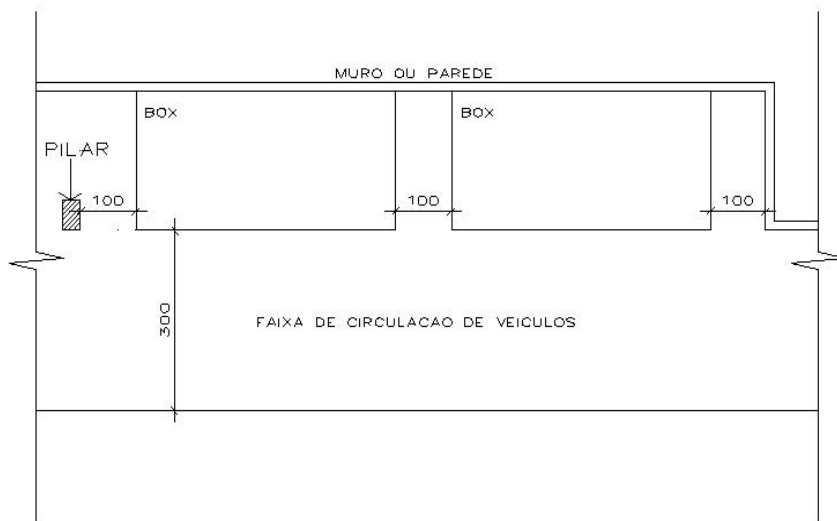 MURO OU PAREDE
BOX
BOX
PILAR
100
100
100
300
FAIXA DE CIRCULACAO DE VEICULOS